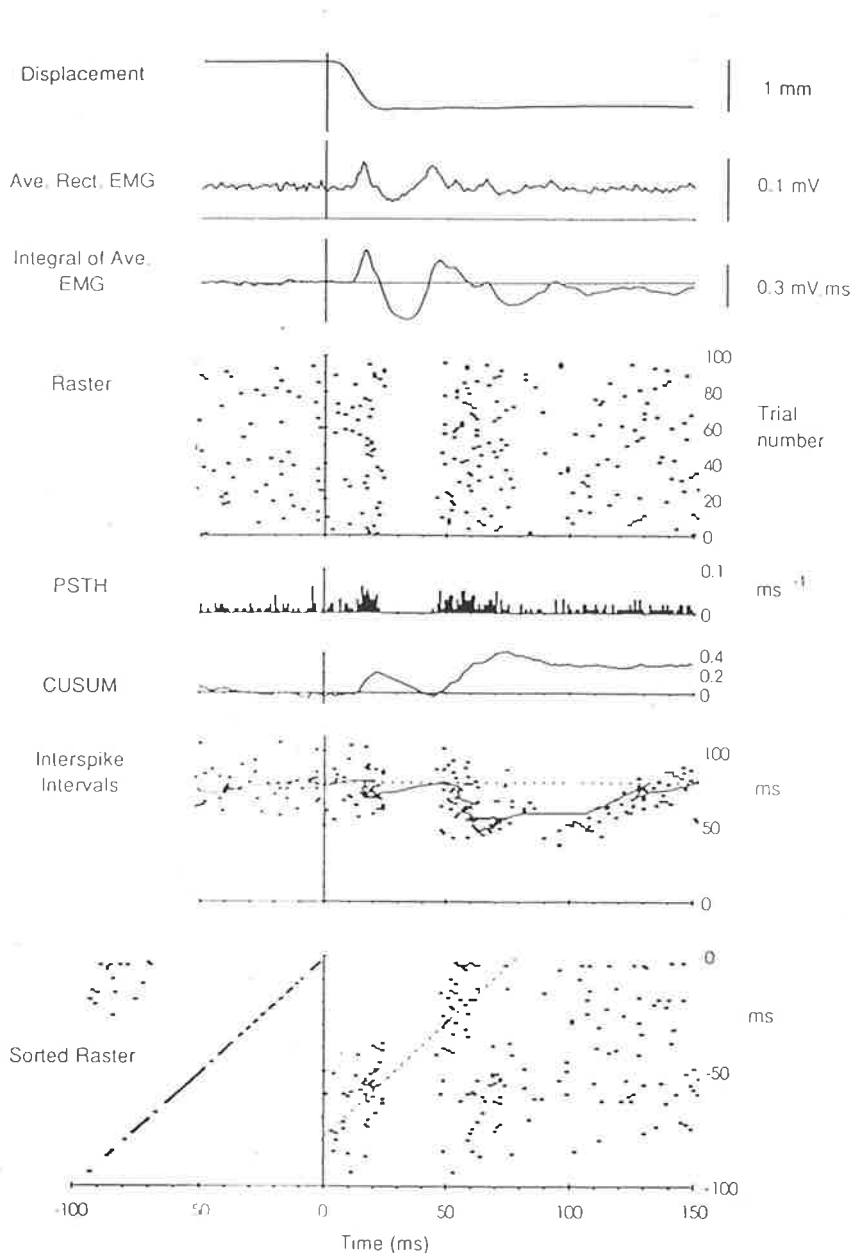 Displacement
1 mm
Ave. Rect. EMG
0.1 mV
Integral of Ave.
EMG
0.3 mV.ms
Raster
100
80
60
40
20
0
Trial
number
PSTH
0.1
0
ms -1
CUSUM
0.4
0.2
0
Interspike
Intervals
100
50
0
ms
Sorted Raster
0
-50
-100
ms
-100
50
0
50
100
150
Time (ms)